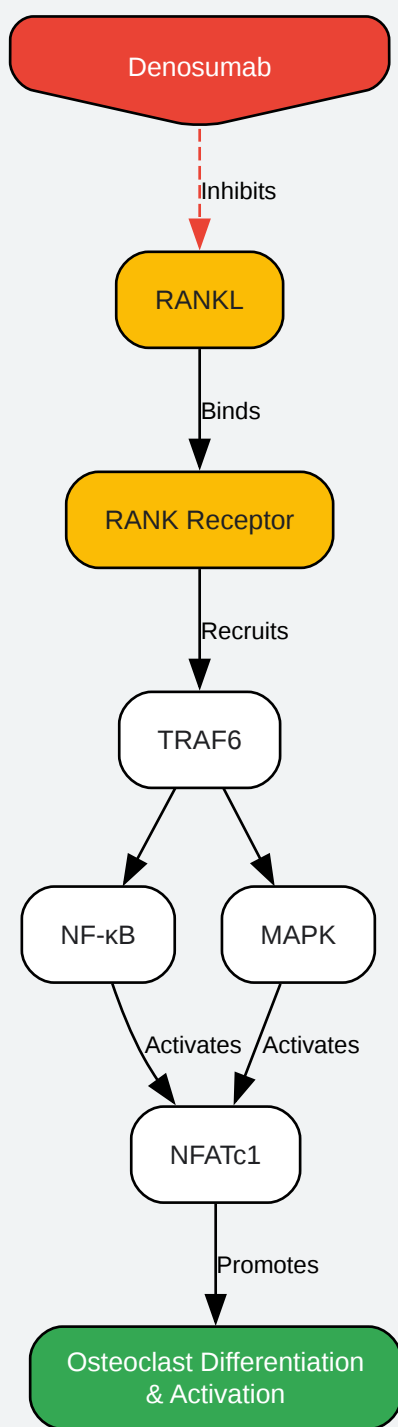 Denosumab
Inhibits
RANKL
Binds
RANK Receptor
Recruits
TRAF6
NF-κB
MAPK
Activates
Activates
NFATc1
Promotes
Osteoclast Differentiation
& Activation